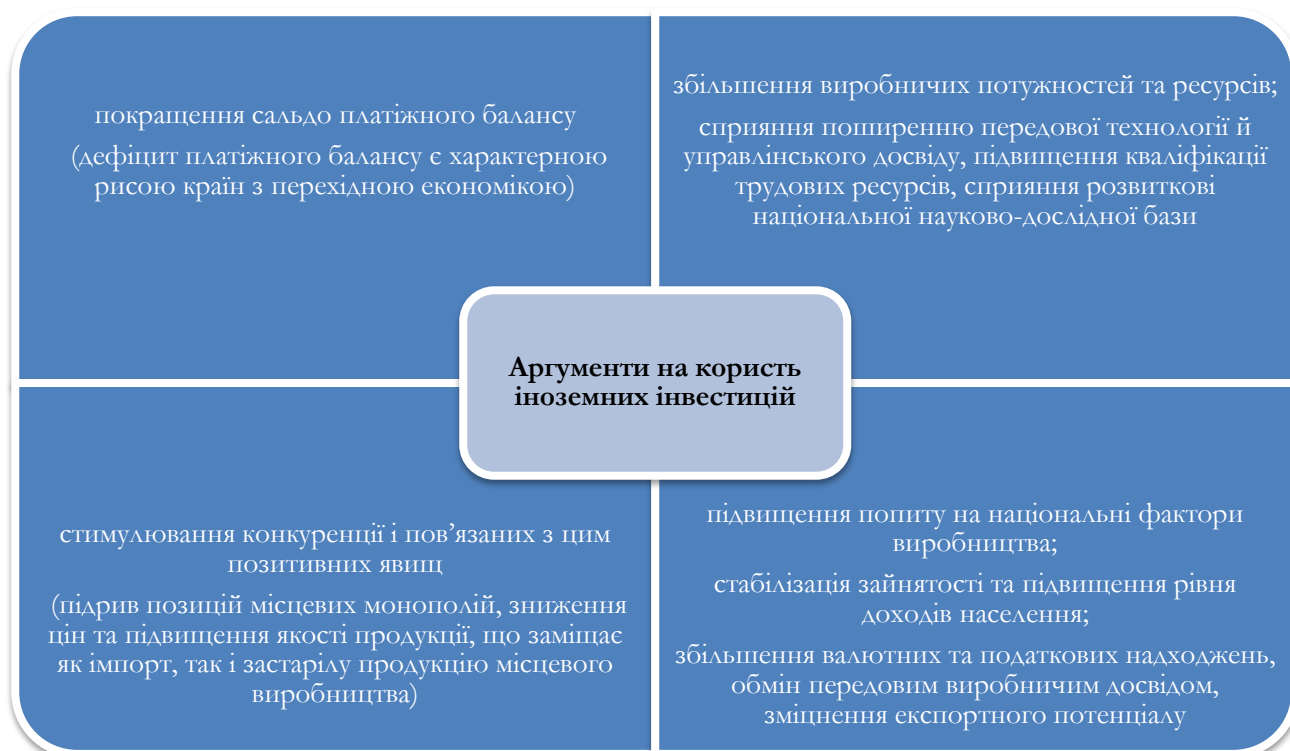 покращення сальдо платіжного балансу
(дефіцит платіжного балансу є характерною
рисою країн з перехідною економікою)
збільшення виробничих потужностей та ресурсів;
сприяння поширенню передової технології й
управлінського досвіду, підвищення кваліфікації
трудових ресурсів, сприяння розвиткові
національної науково-дослідної бази
Аргументи на користь
іноземних інвестицій
стимулювання конкуренції і пов’язаних з цим
позитивних явищ
(підрив позицій місцевих монополій, зниження
цін та підвищення якості продукції, що заміщає
як імпорт, так і застарілу продукцію місцевого
виробництва)
підвищення попиту на національні фактори
виробництва;
стабілізація зайнятості та підвищення рівня
доходів населення;
збільшення валютних та податкових надходжень,
обмін передовим виробничим досвідом,
зміцнення експортного потенціалу